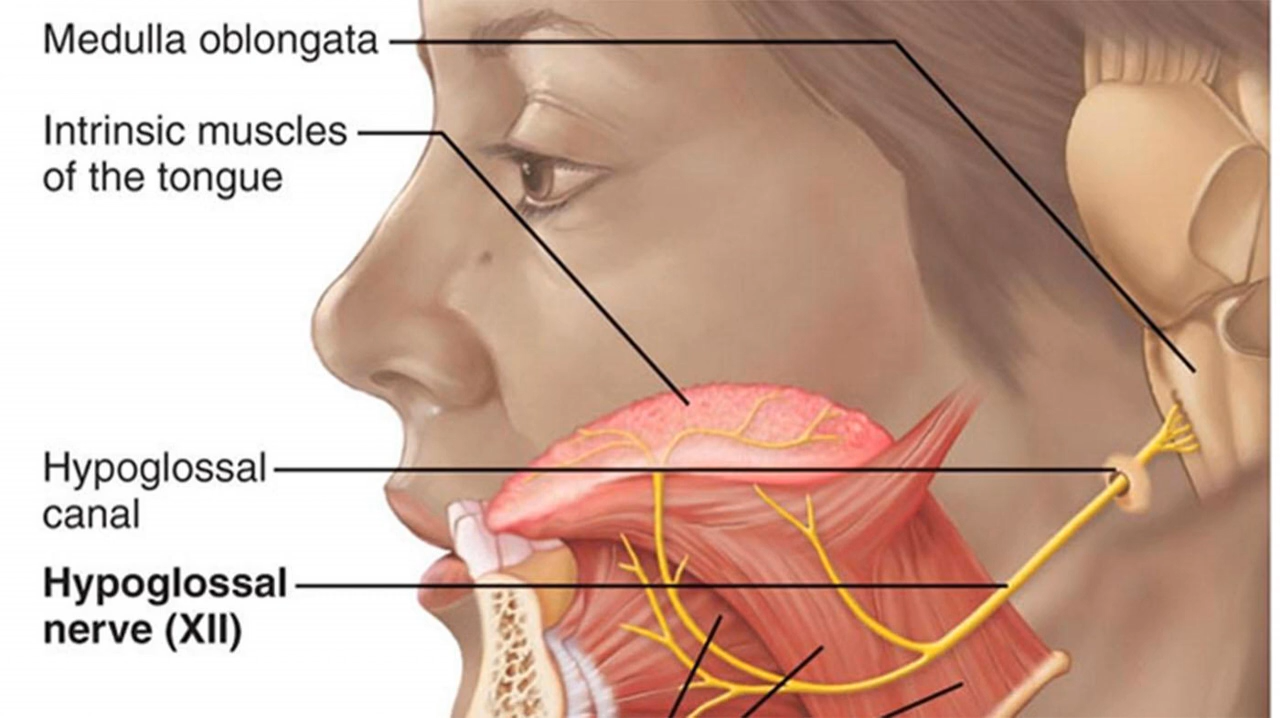 Medulla oblongata
Intrinsic muscles
of the tongue
Hypoglossal
canal
Hypoglossal
nerve (XII)